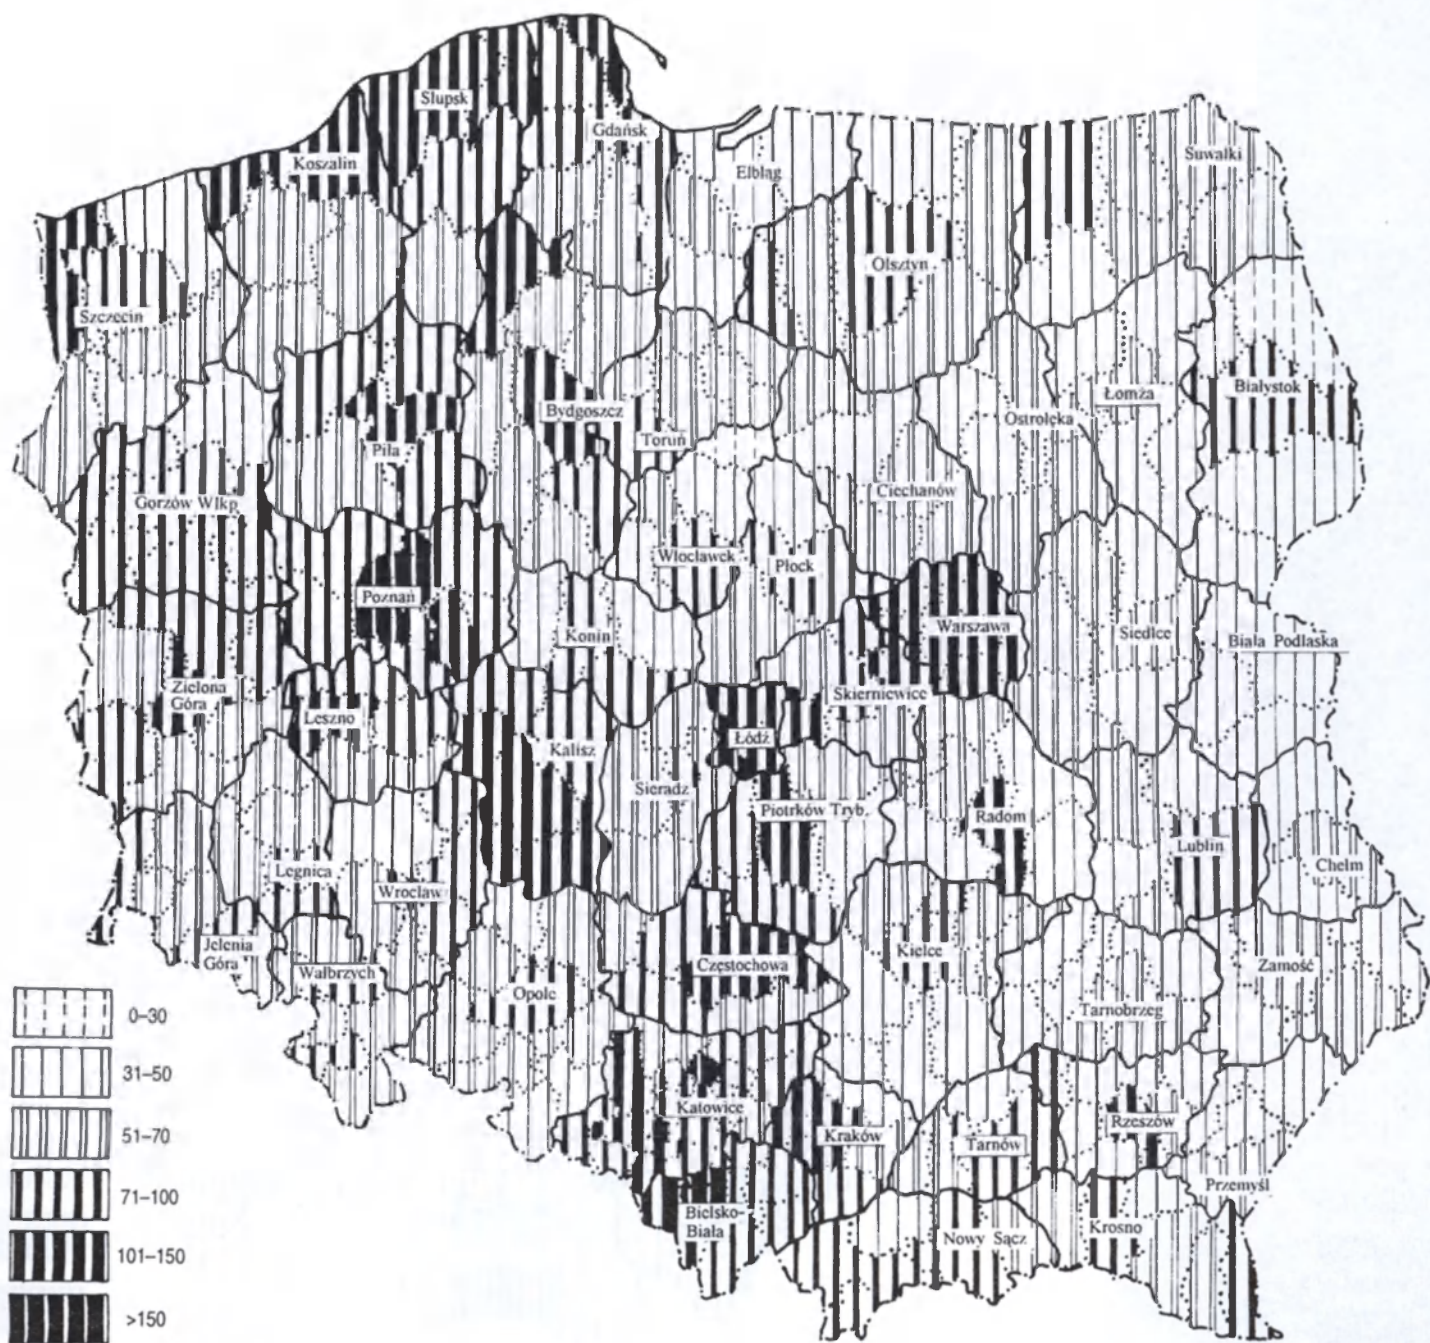 Słupsk
Gdańsk
Koszalin
Suwałki
Elbląg
Olsztyn
Szczecin
Białystok
Łomża
Bydgoszcz
Ostrołęka
Toruń
Piła
Ciechanów
Gorzów Wlkp.
Włocławek
Płock
Poznań
Warszawa
Siedlce
Konin
Biała Podlaska
Zielona
Góra
Skierniewice
Leszno
Łódź
Kalisz
Sieradz
Piotrków Tryb.
Radom
Lublin
Chełm
Legnica
Wrocław
Jelenia
Góra
Kielce
Wałbrzych
Częstochowa
Zamość
Opole
Tarnobrzeg
Katowice
Kraków
Tarnów
Rzeszów
Przemyśl
Bielsko-
Biała
Nowy Sącz
Krosno
0–30
31–50
51–70
71–100
101–150
>150